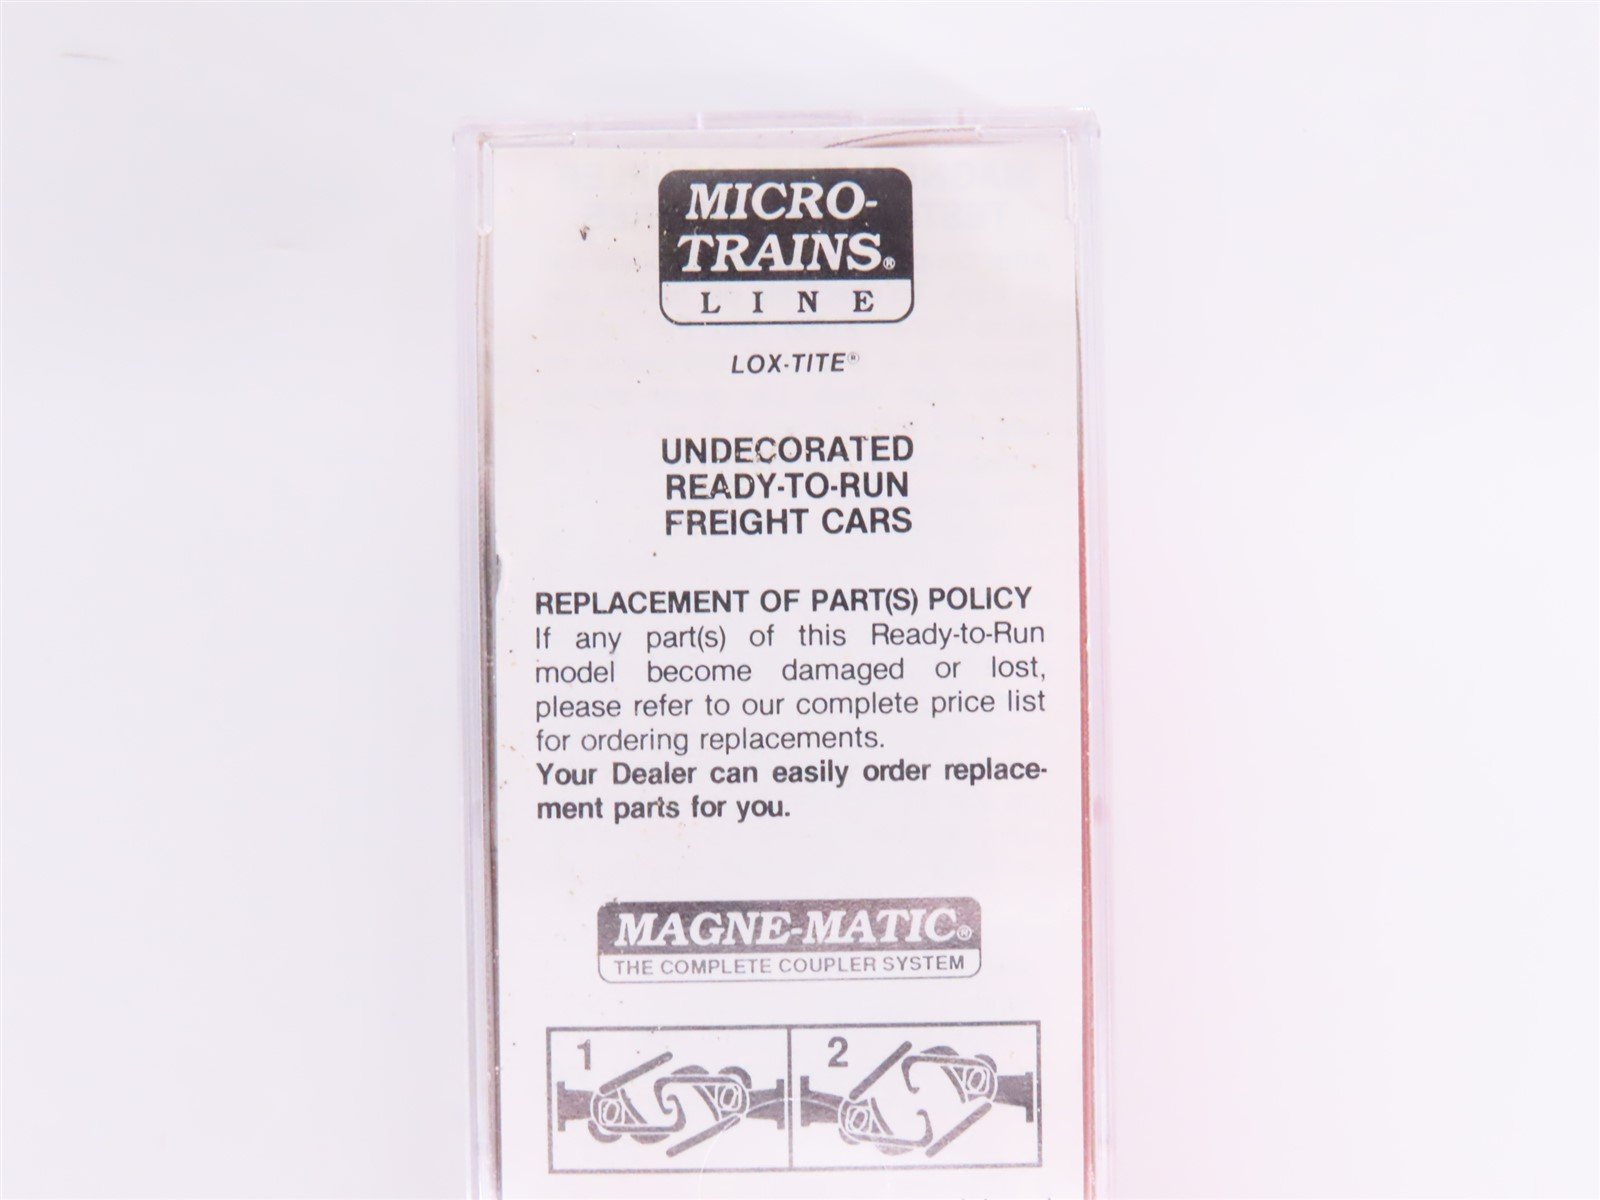 MICRO-
TRAINS®
LINE
LOX-TITE®
UNDECORATED
READY-TO-RUN
FREIGHT CARS
REPLACEMENT OF PART(S) POLICY
If any part(s) of this Ready-to-Run
model become damaged or lost,
please refer to our complete price list
for ordering replacements.
Your Dealer can easily order replace-
ment parts for you.
MAGNE-MATIC®
THE COMPLETE COUPLER SYSTEM
1 2